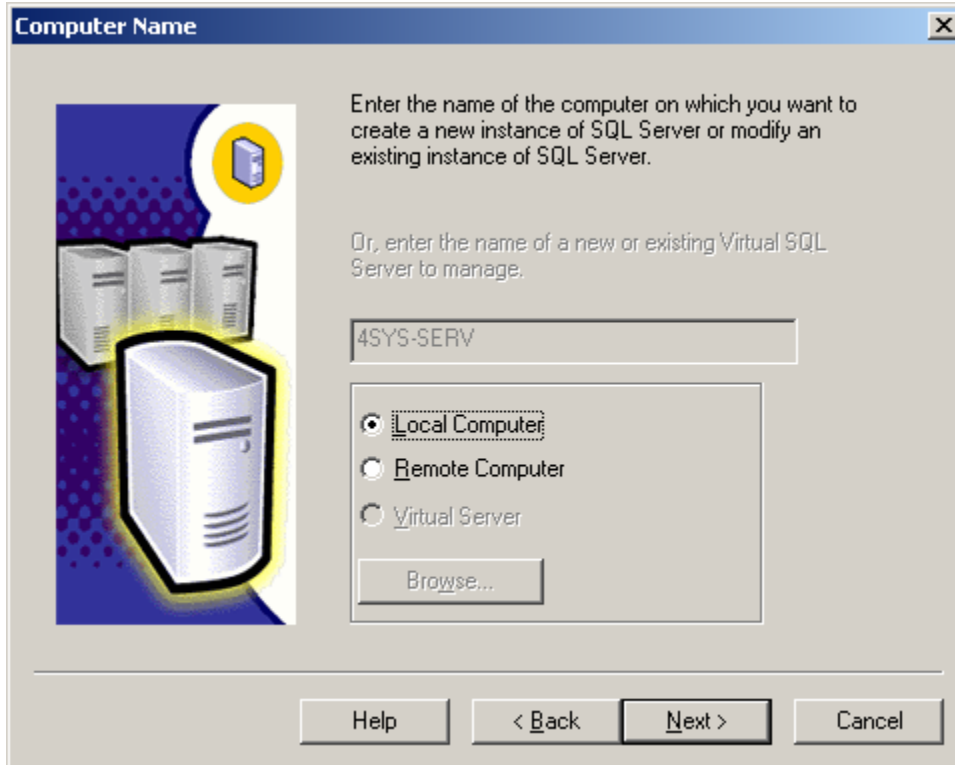 Computer Name
Enter the name of the computer on which you want to
create a new instance of SQL Server or modify an
existing instance of SQL Server.
Or, enter the name of a new or existing Virtual SQL
Server to manage.
4SYS-SERV
Local Computer
Remote Computer
Virtual Server
Browse...
Help
< Back
Next >
Cancel